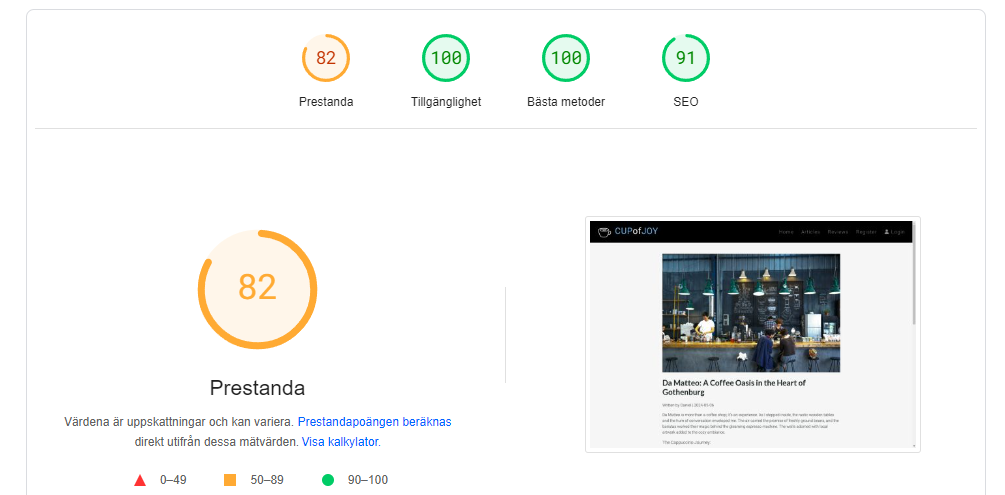 82
100
100
91
Prestanda
Tillgänglighet
Bästa metoder
SEO
82
Prestanda
Värdena är uppskattningar och kan variera. Prestandapoängen beräknas
direkt utifrån dessa mätvärden. Visa kalkylator.
0–49
50–89
90–100
CUPofJOY
Home
Articles
Reviews
Register
Login
Da Matteo: A Coffee Oasis in the Heart of
Gothenburg
The Cappuccino Journey: